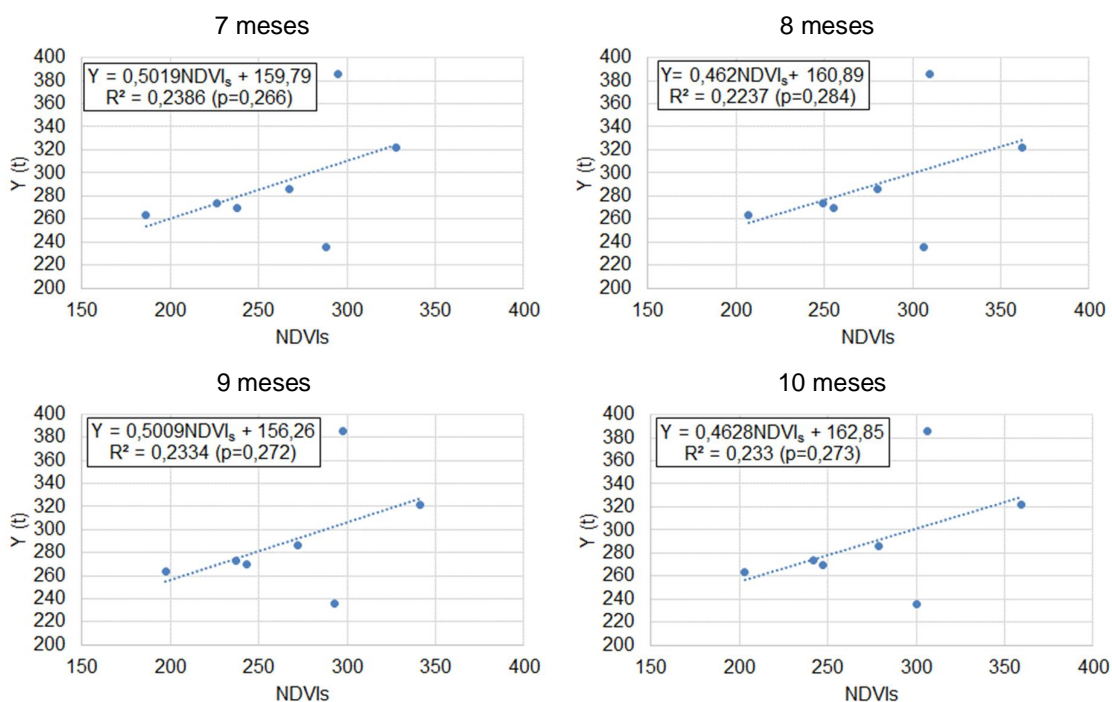 7 meses
Y = 0,5019NDVIₛ + 159,79
R² = 0,2386 (p=0,266)
400
380
360
340
320
300
280
260
240
220
200
Y (t)
150 200 250 300 350 400
NDVIs
8 meses
Y= 0,462NDVIₛ+ 160,89
R² = 0,2237 (p=0,284)
400
380
360
340
320
300
280
260
240
220
200
Y (t)
150 200 250 300 350 400
NDVIs
9 meses
Y = 0,5009NDVIₛ + 156,26
R² = 0,2334 (p=0,272)
400
380
360
340
320
300
280
260
240
220
200
Y (t)
150 200 250 300 350 400
NDVIs
10 meses
Y = 0,4628NDVIₛ + 162,85
R² = 0,233 (p=0,273)
400
380
360
340
320
300
280
260
240
220
200
Y (t)
150 200 250 300 350 400
NDVIs